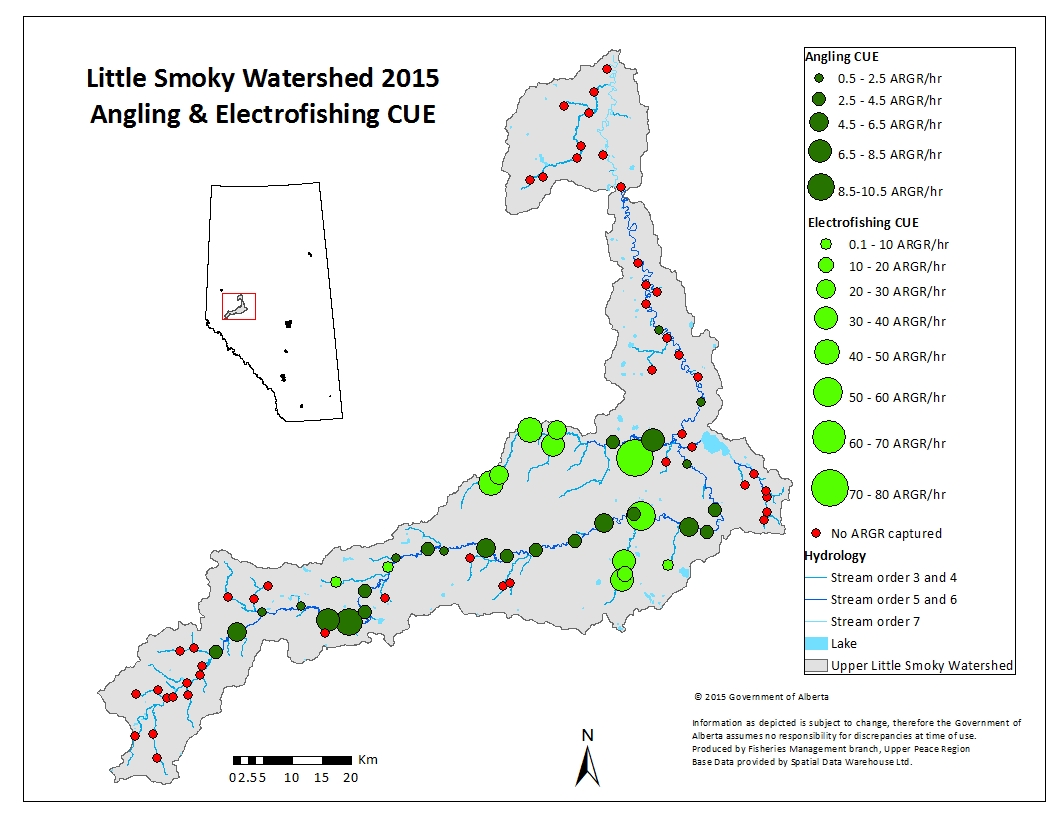 Little Smoky Watershed 2015
Angling & Electrofishing CUE
Angling CUE
0.5 - 2.5 ARGR/hr
2.5 - 4.5 ARGR/hr
4.5 - 6.5 ARGR/hr
6.5 - 8.5 ARGR/hr
8.5-10.5 ARGR/hr
Electrofishing CUE
0.1 - 10 ARGR/hr
10 - 20 ARGR/hr
20 - 30 ARGR/hr
30 - 40 ARGR/hr
40 - 50 ARGR/hr
50 - 60 ARGR/hr
60 - 70 ARGR/hr
70 - 80 ARGR/hr
No ARGR captured
Hydrology
Stream order 3 and 4
Stream order 5 and 6
Stream order 7
Lake
Upper Little Smoky Watershed
© 2015 Government of Alberta
Information as depicted is subject to change, therefore the Government of
Alberta assumes no responsibility for discrepancies at time of use.
Produced by Fisheries Management branch, Upper Peace Region
Base Data provided by Spatial Data Warehouse Ltd.
N
Km
0 2.5 5 10 15 20